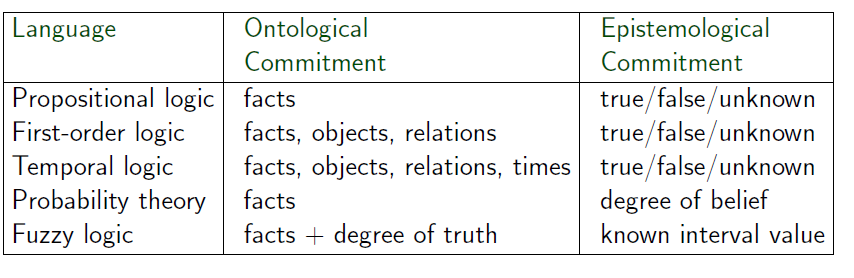 Language Ontological Epistemological
Commitment Commitment
Propositional logic facts true/false/unknown
First-order logic facts, objects, relations true/false/unknown
Temporal logic facts, objects, relations, times true/false/unknown
Probability theory facts degree of belief
Fuzzy logic facts + degree of truth known interval value